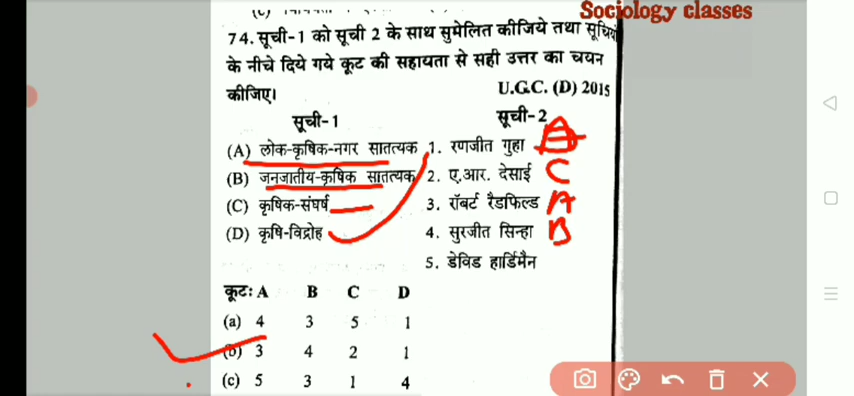 Sociology classes
74. सूची-1 को सूची 2 के साथ सुमेलित कीजिये तथा सूचियों
के नीचे दिये गये कूट की सहायता से सही उत्तर का चयन
कीजिए।
U.G.C. (D) 2015
सूची-1 सूची-2
(A) लोक-कृषिक-नगर सातत्यक 1. रणजीत गुहा
(B) जनजातीय-कृषिक सातत्यक 2. ए.आर. देसाई C
(C) कृषिक-संघर्ष 3. रॉबर्ट रैडफिल्ड A
(D) कृषि-विद्रोह 4. सुरजीत सिन्हा B
5. डेविड हार्डिमैन
कूटः A B C D
(a) 4 3 5 1
(b) 3 4 2 1
(c) 5 3 1 4